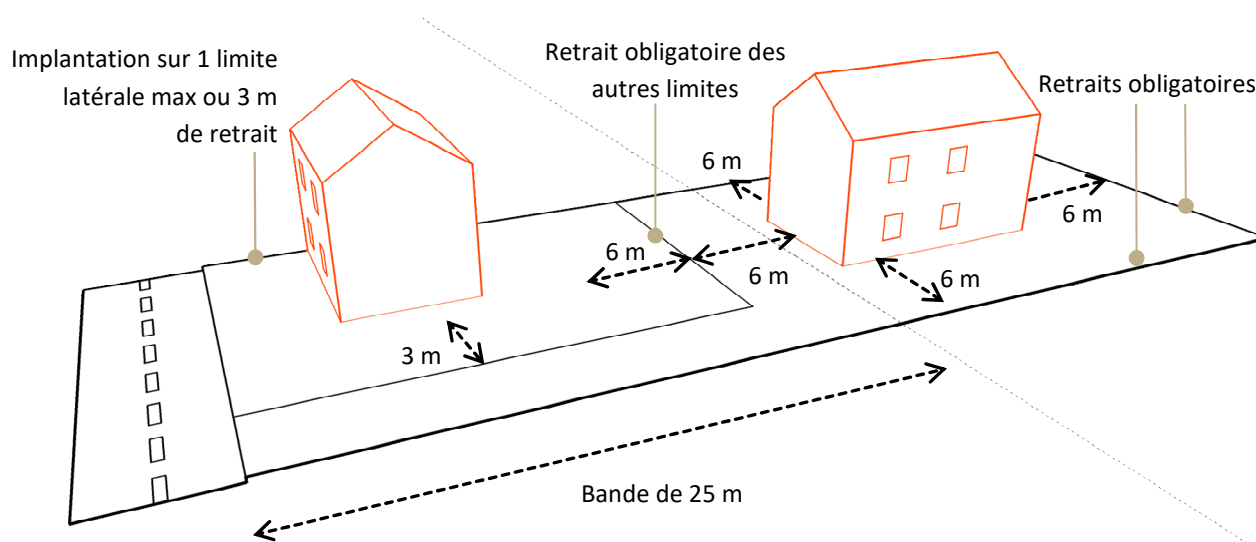 Implantation sur 1 limite
latérale max ou 3 m
de retrait
Retrait obligatoire des
autres limites
Retraits obligatoires
6 m
6 m
6 m
6 m
6 m
3 m
Bande de 25 m